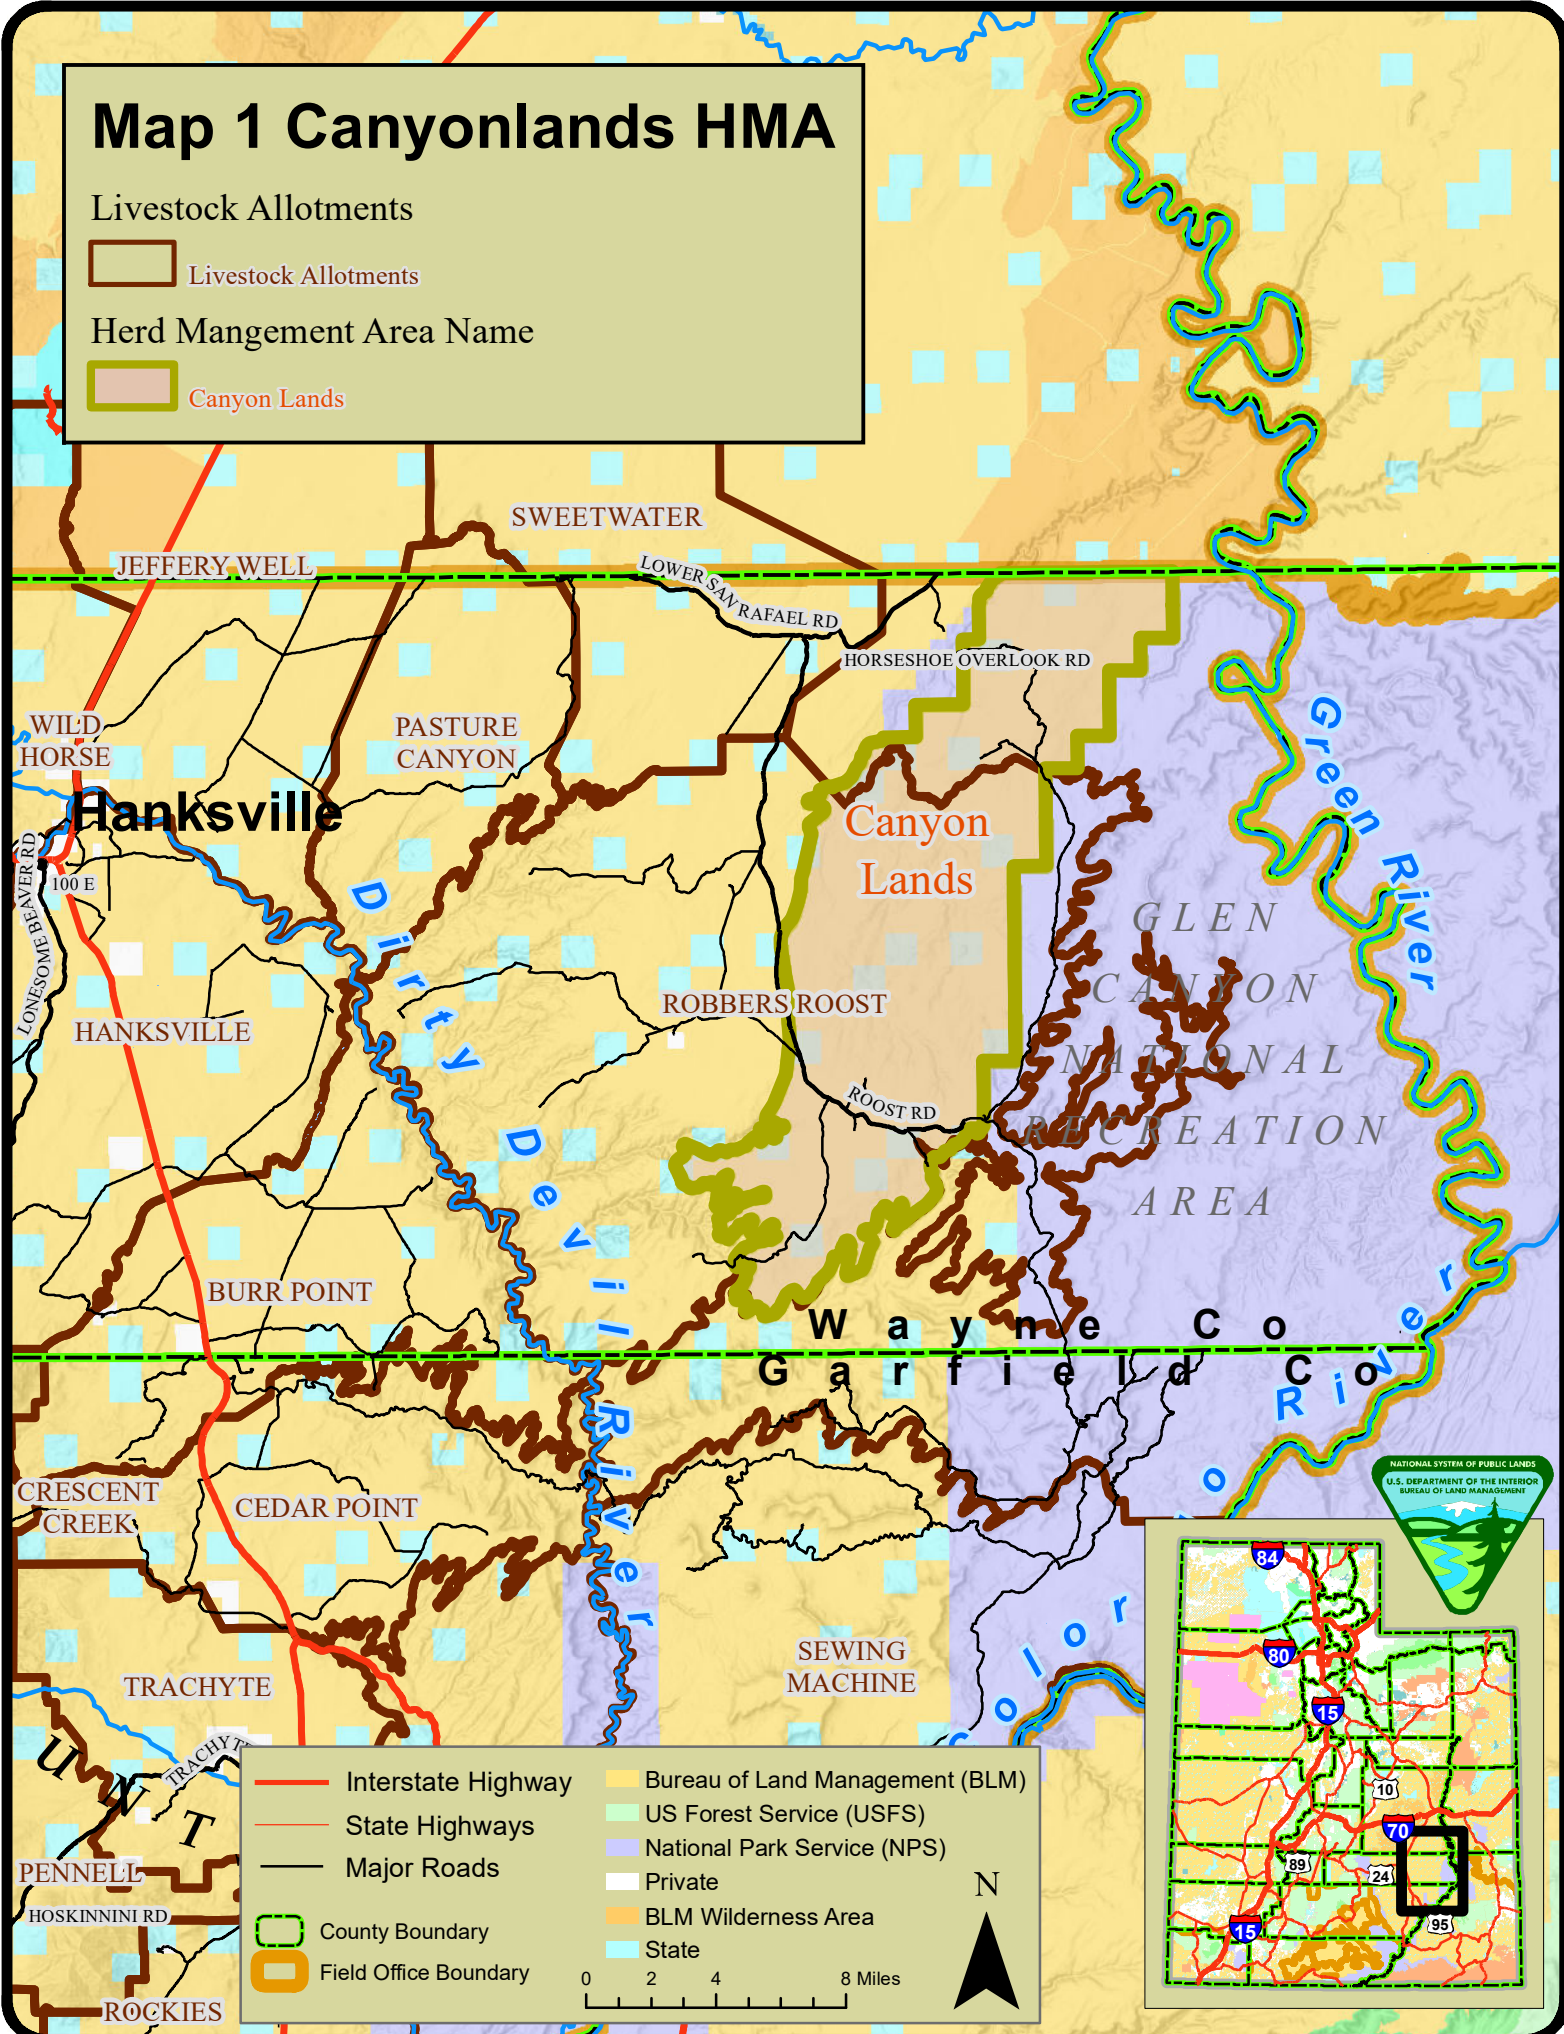 Map 1 Canyonlands HMA
Livestock Allotments
Livestock Allotments
Herd Mangement Area Name
Canyon Lands
SWEETWATER
JEFFERY WELL
LOWER SAN RAFAEL RD
HORSESHOE OVERLOOK RD
WILD
HORSE
PASTURE
CANYON
Green River
Hanksville
Canyon
Lands
LONESOME BEAVER RD
100 E
Dirty Devil River
GLEN
CANYON
NATIONAL
RECREATION
AREA
ROBBERS ROOST
HANKSVILLE
ROOST RD
BURR POINT
Wayne Co
Garfield Co
River
CRESCENT
CREEK
CEDAR POINT
SEWING
MACHINE
TRACHYTE
UNT
PENNELL
HOSKINNINI RD
ROCKIES
Interstate Highway
State Highways
Major Roads
County Boundary
Field Office Boundary
Bureau of Land Management (BLM)
US Forest Service (USFS)
National Park Service (NPS)
Private
BLM Wilderness Area
State
0 2 4 8 Miles
N
NATIONAL SYSTEM OF PUBLIC LANDS
U.S. DEPARTMENT OF THE INTERIOR
BUREAU OF LAND MANAGEMENT
84
80
15
10
70
89
24
95
15